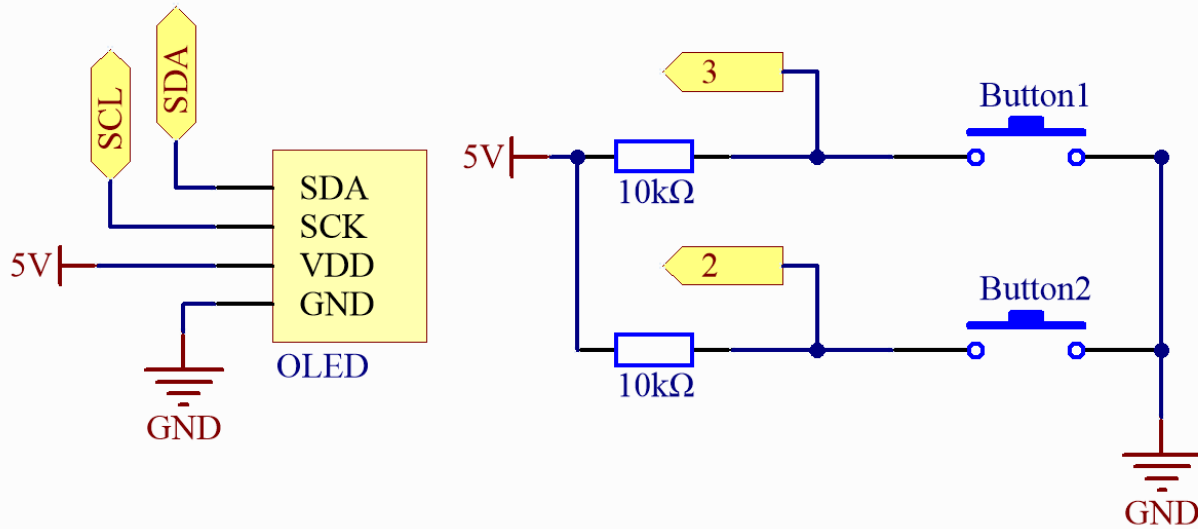 SCL
SDA
SDA
SCK
5V
VDD
GND
OLED
GND
3
Button1
5V
10kΩ
2
Button2
10kΩ
GND